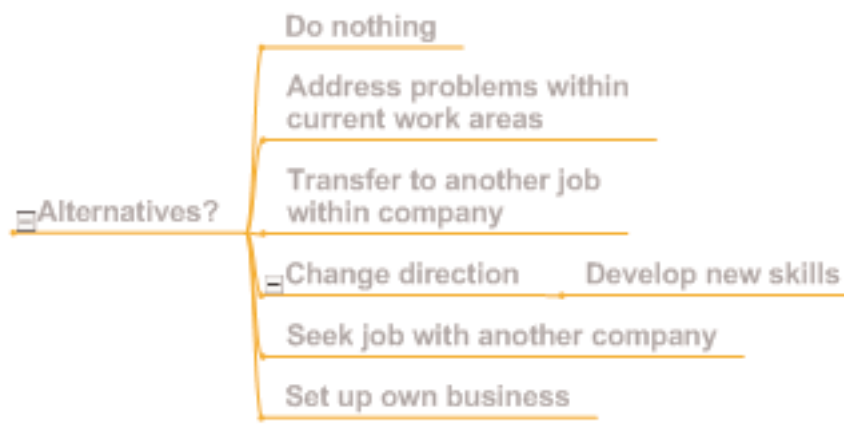 Do nothing
Address problems within
current work areas
Transfer to another job
within company
Alternatives?
Change direction
Develop new skills
Seek job with another company
Set up own business